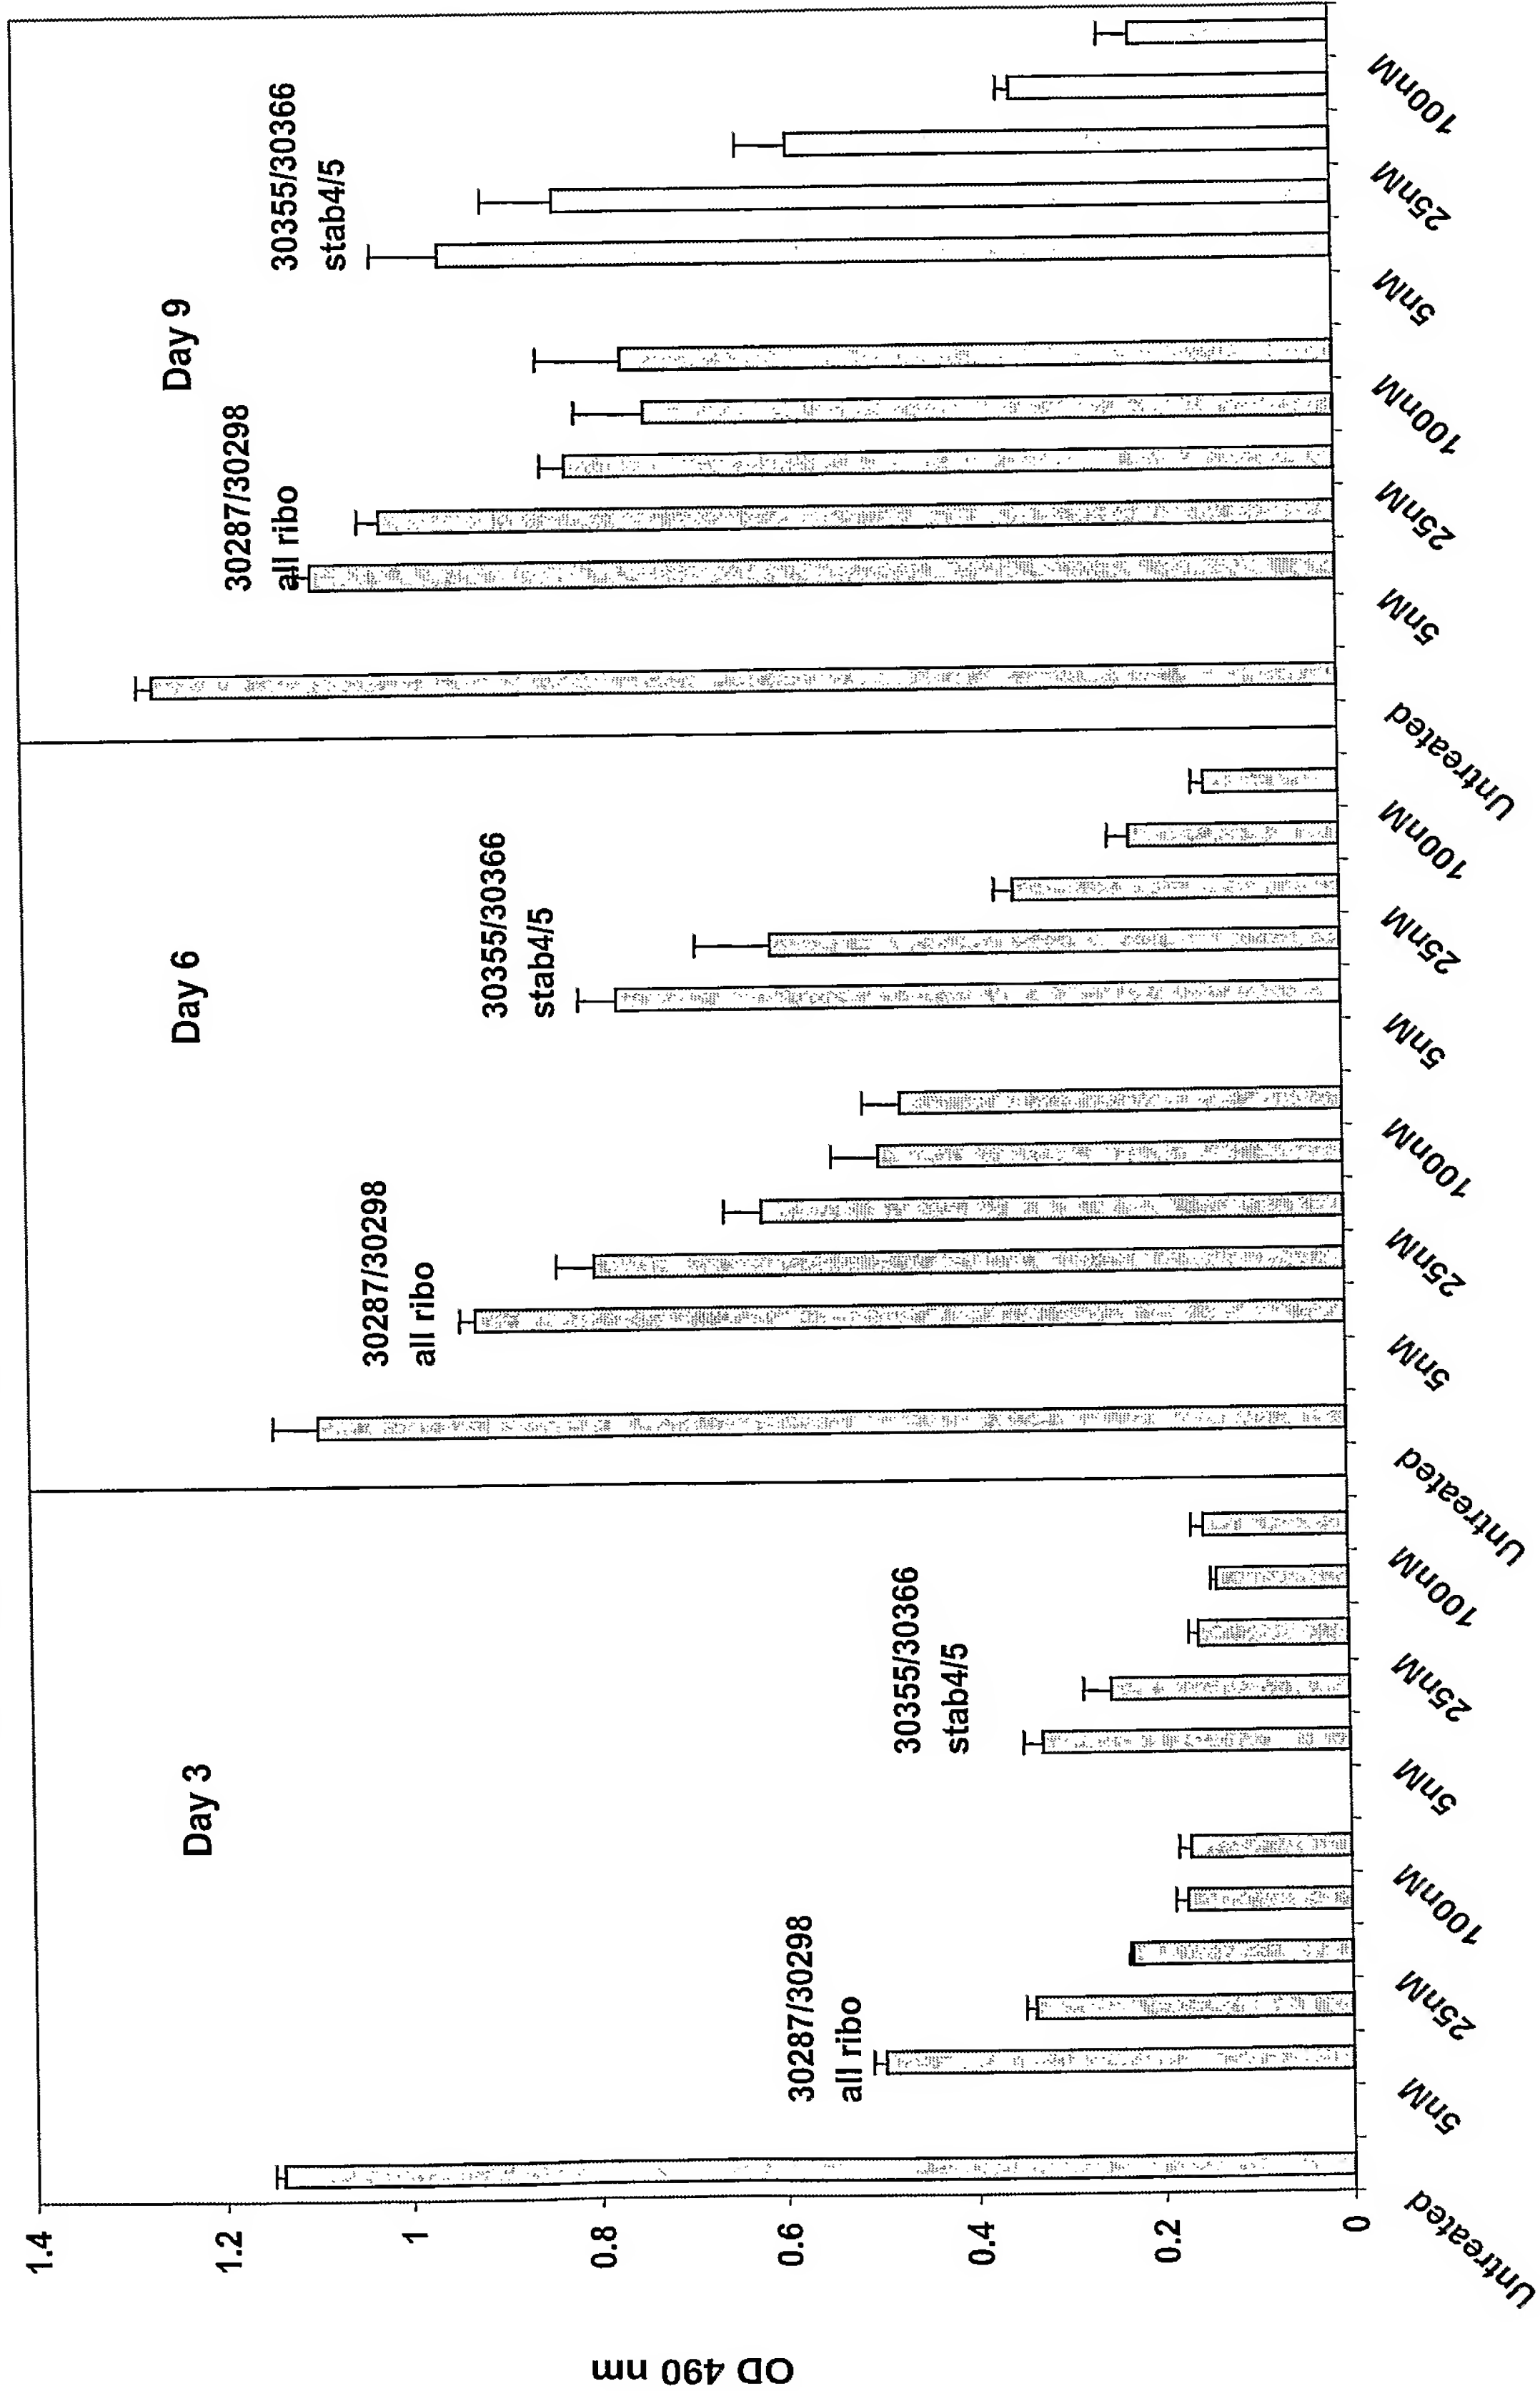 OD 490 nm
1.4
1.2
1
0.8
0.6
0.4
0.2
0
Day 3
30287/30298
all ribo
30355/30366
stab4/5
Day 6
30287/30298
all ribo
30355/30366
stab4/5
Day 9
30287/30298
all ribo
30355/30366
stab4/5
Untreated
5nM
25nM
100nM
5nM
25nM
100nM
Untreated
5nM
25nM
100nM
5nM
25nM
100nM
Untreated
5nM
25nM
100nM
5nM
25nM
100nM